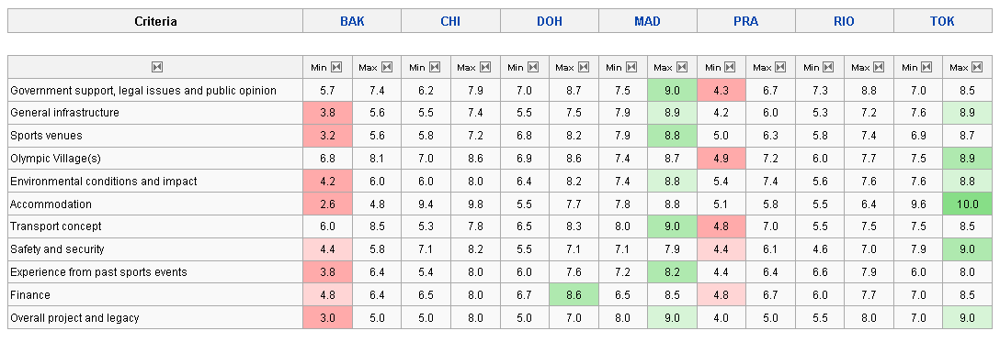 Criteria BAK CHI DOH MAD PRA RIO TOK
Min Max Min Max Min Max Min Max Min Max Min Max Min Max
Government support, legal issues and public opinion 5.7 7.4 6.2 7.9 7.0 8.7 7.5 9.0 4.3 6.7 7.3 8.8 7.0 8.5
General infrastructure 3.8 5.6 5.5 7.4 5.5 7.5 7.9 8.9 4.2 6.0 5.3 7.2 7.6 8.9
Sports venues 3.2 5.6 5.8 7.2 6.8 8.2 7.9 8.8 5.0 6.3 5.8 7.4 6.9 8.7
Olympic Village(s) 6.8 8.1 7.0 8.6 6.9 8.6 7.4 8.7 4.9 7.2 6.0 7.7 7.5 8.9
Environmental conditions and impact 4.2 6.0 6.0 8.0 6.4 8.2 7.4 8.8 5.4 7.4 5.6 7.6 7.6 8.8
Accommodation 2.6 4.8 9.4 9.8 5.5 7.7 7.8 8.8 5.1 5.8 5.5 6.4 9.6 10.0
Transport concept 6.0 8.5 5.3 7.8 6.5 8.3 8.0 9.0 4.8 7.0 5.5 7.5 7.5 8.5
Safety and security 4.4 5.8 7.1 8.2 5.5 7.1 7.1 7.9 4.4 6.1 4.6 7.0 7.9 9.0
Experience from past sports events 3.8 6.4 5.4 8.0 6.0 7.6 7.2 8.2 4.4 6.4 6.6 7.9 6.0 8.0
Finance 4.8 6.4 6.5 8.0 6.7 8.6 6.5 8.5 4.8 6.7 6.0 7.7 7.0 8.5
Overall project and legacy 3.0 5.0 5.0 8.0 5.0 7.0 8.0 9.0 4.0 5.0 5.5 8.0 7.0 9.0